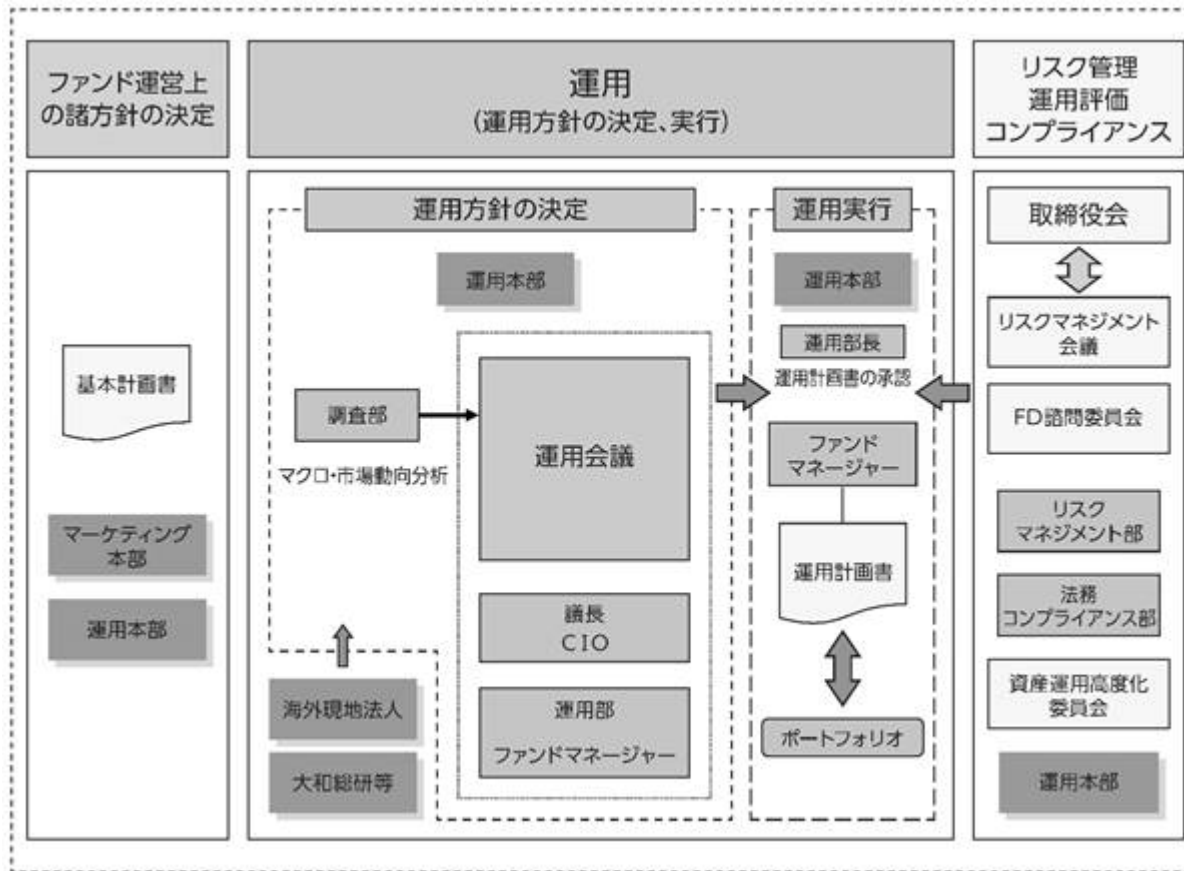 ファンド運営上
の諸方針の決定
基本計画書
マーケティング
本部
運用本部
運用
(運用方針の決定、実行)
運用方針の決定
運用本部
調査部
マクロ・市場動向分析
運用会議
議長
CIO
運用部
ファンドマネージャー
海外現地法人
大和総研等
運用実行
運用本部
運用部長
運用計画書の承認
ファンド
マネージャー
運用計画書
ポートフォリオ
リスク管理
運用評価
コンプライアンス
取締役会
リスクマネジメント
会議
FD諮問委員会
リスク
マネジメント部
法務
コンプライアンス部
資産運用高度化
委員会
運用本部